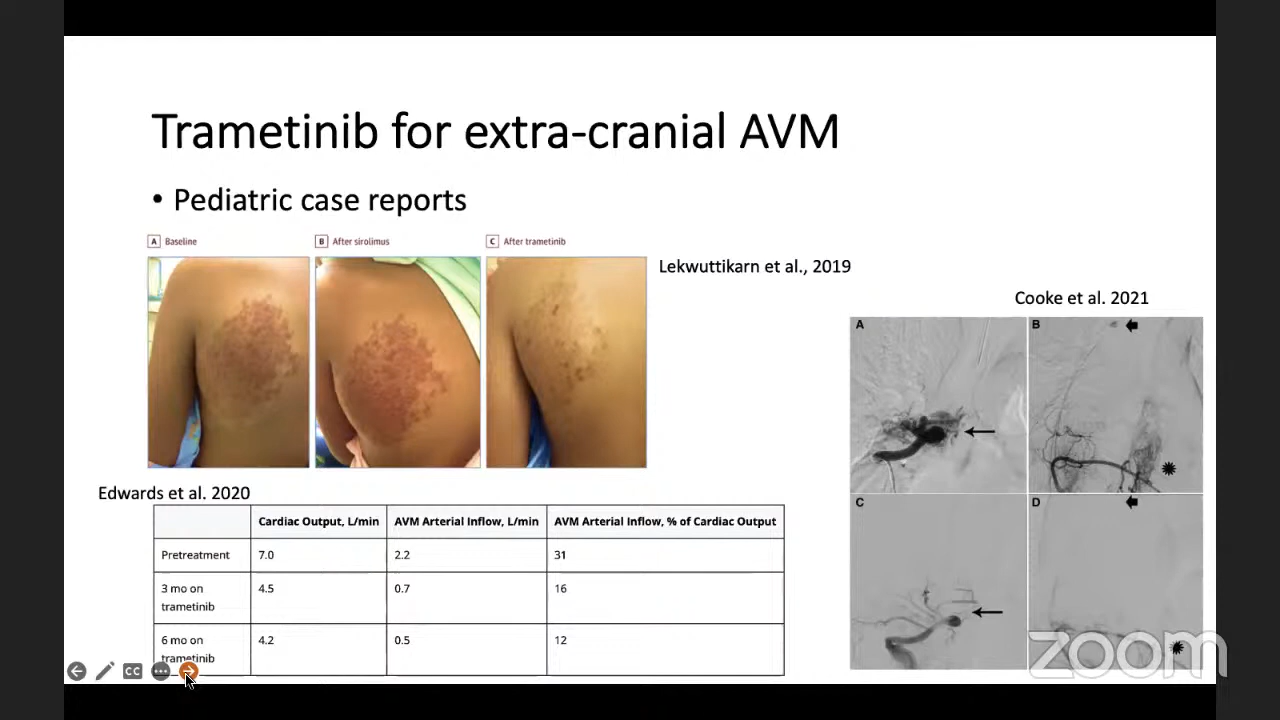 Trametinib for extra-cranial AVM
• Pediatric case reports
A Baseline
B After sirolimus
C After trametinib
Lekwuttikarn et al., 2019
Cooke et al. 2021
A
B
C
D
Edwards et al. 2020
Cardiac Output, L/min AVM Arterial Inflow, L/min AVM Arterial Inflow, % of Cardiac Output
Pretreatment 7.0 2.2 31
3 mo on trametinib 4.5 0.7 16
6 mo on trametinib 4.2 0.5 12
CC
zoom